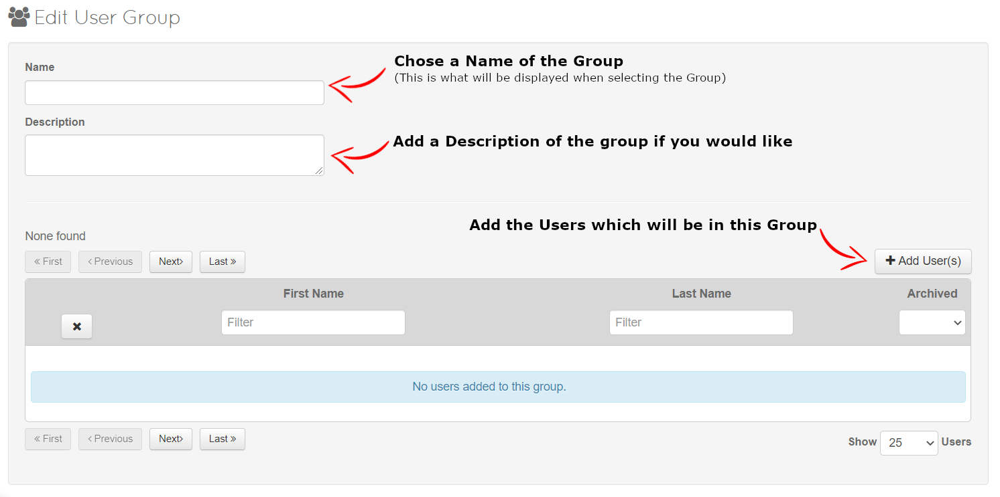 Edit User Group
Name
Chose a Name of the Group
(This is what will be displayed when selecting the Group)
Description
Add a Description of the group if you would like
Add the Users which will be in this Group
None found
« First ‹ Previous Next› Last » + Add User(s)
First Name Last Name Archived
Filter Filter
No users added to this group.
« First ‹ Previous Next› Last »
Show 25 Users